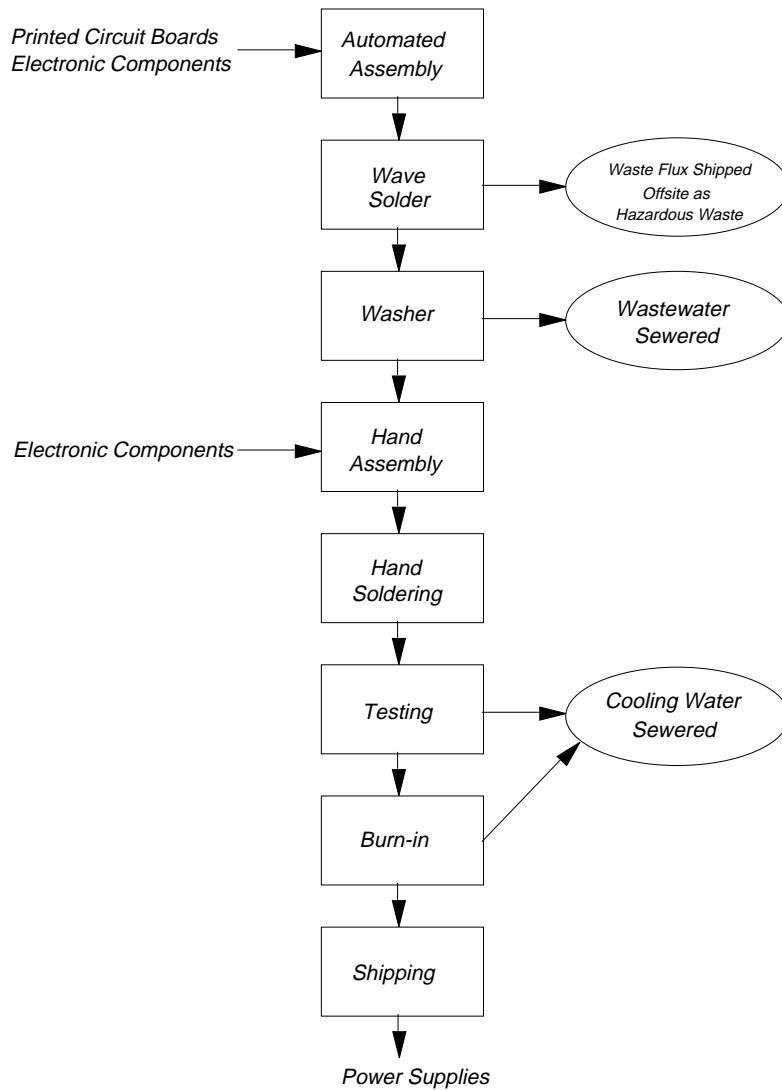 Printed Circuit Boards
Electronic Components
Automated
Assembly
Wave
Solder
Waste Flux Shipped
Offsite as
Hazardous Waste
Washer
Wastewater
Sewered
Electronic Components
Hand
Assembly
Hand
Soldering
Testing
Cooling Water
Sewered
Burn-in
Shipping
Power Supplies